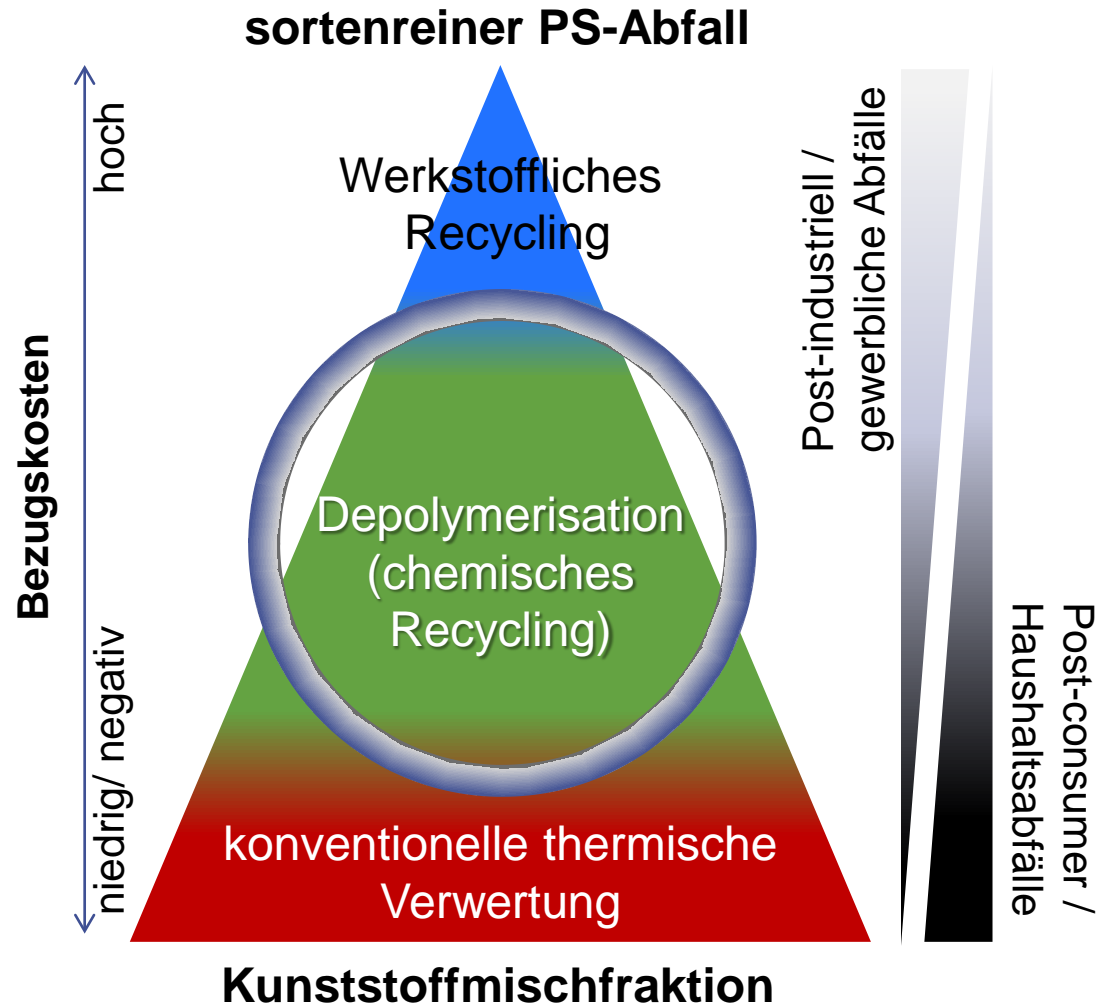 sortenreiner PS-Abfall
hoch
Bezugskosten
niedrig/ negativ
Werkstoffliches
Recycling
Depolymerisation
(chemisches
Recycling)
konventionelle thermische
Verwertung
Kunststoffmischfraktion
Post-industriell /
gewerbliche Abfälle
Post-consumer /
Haushaltsabfälle